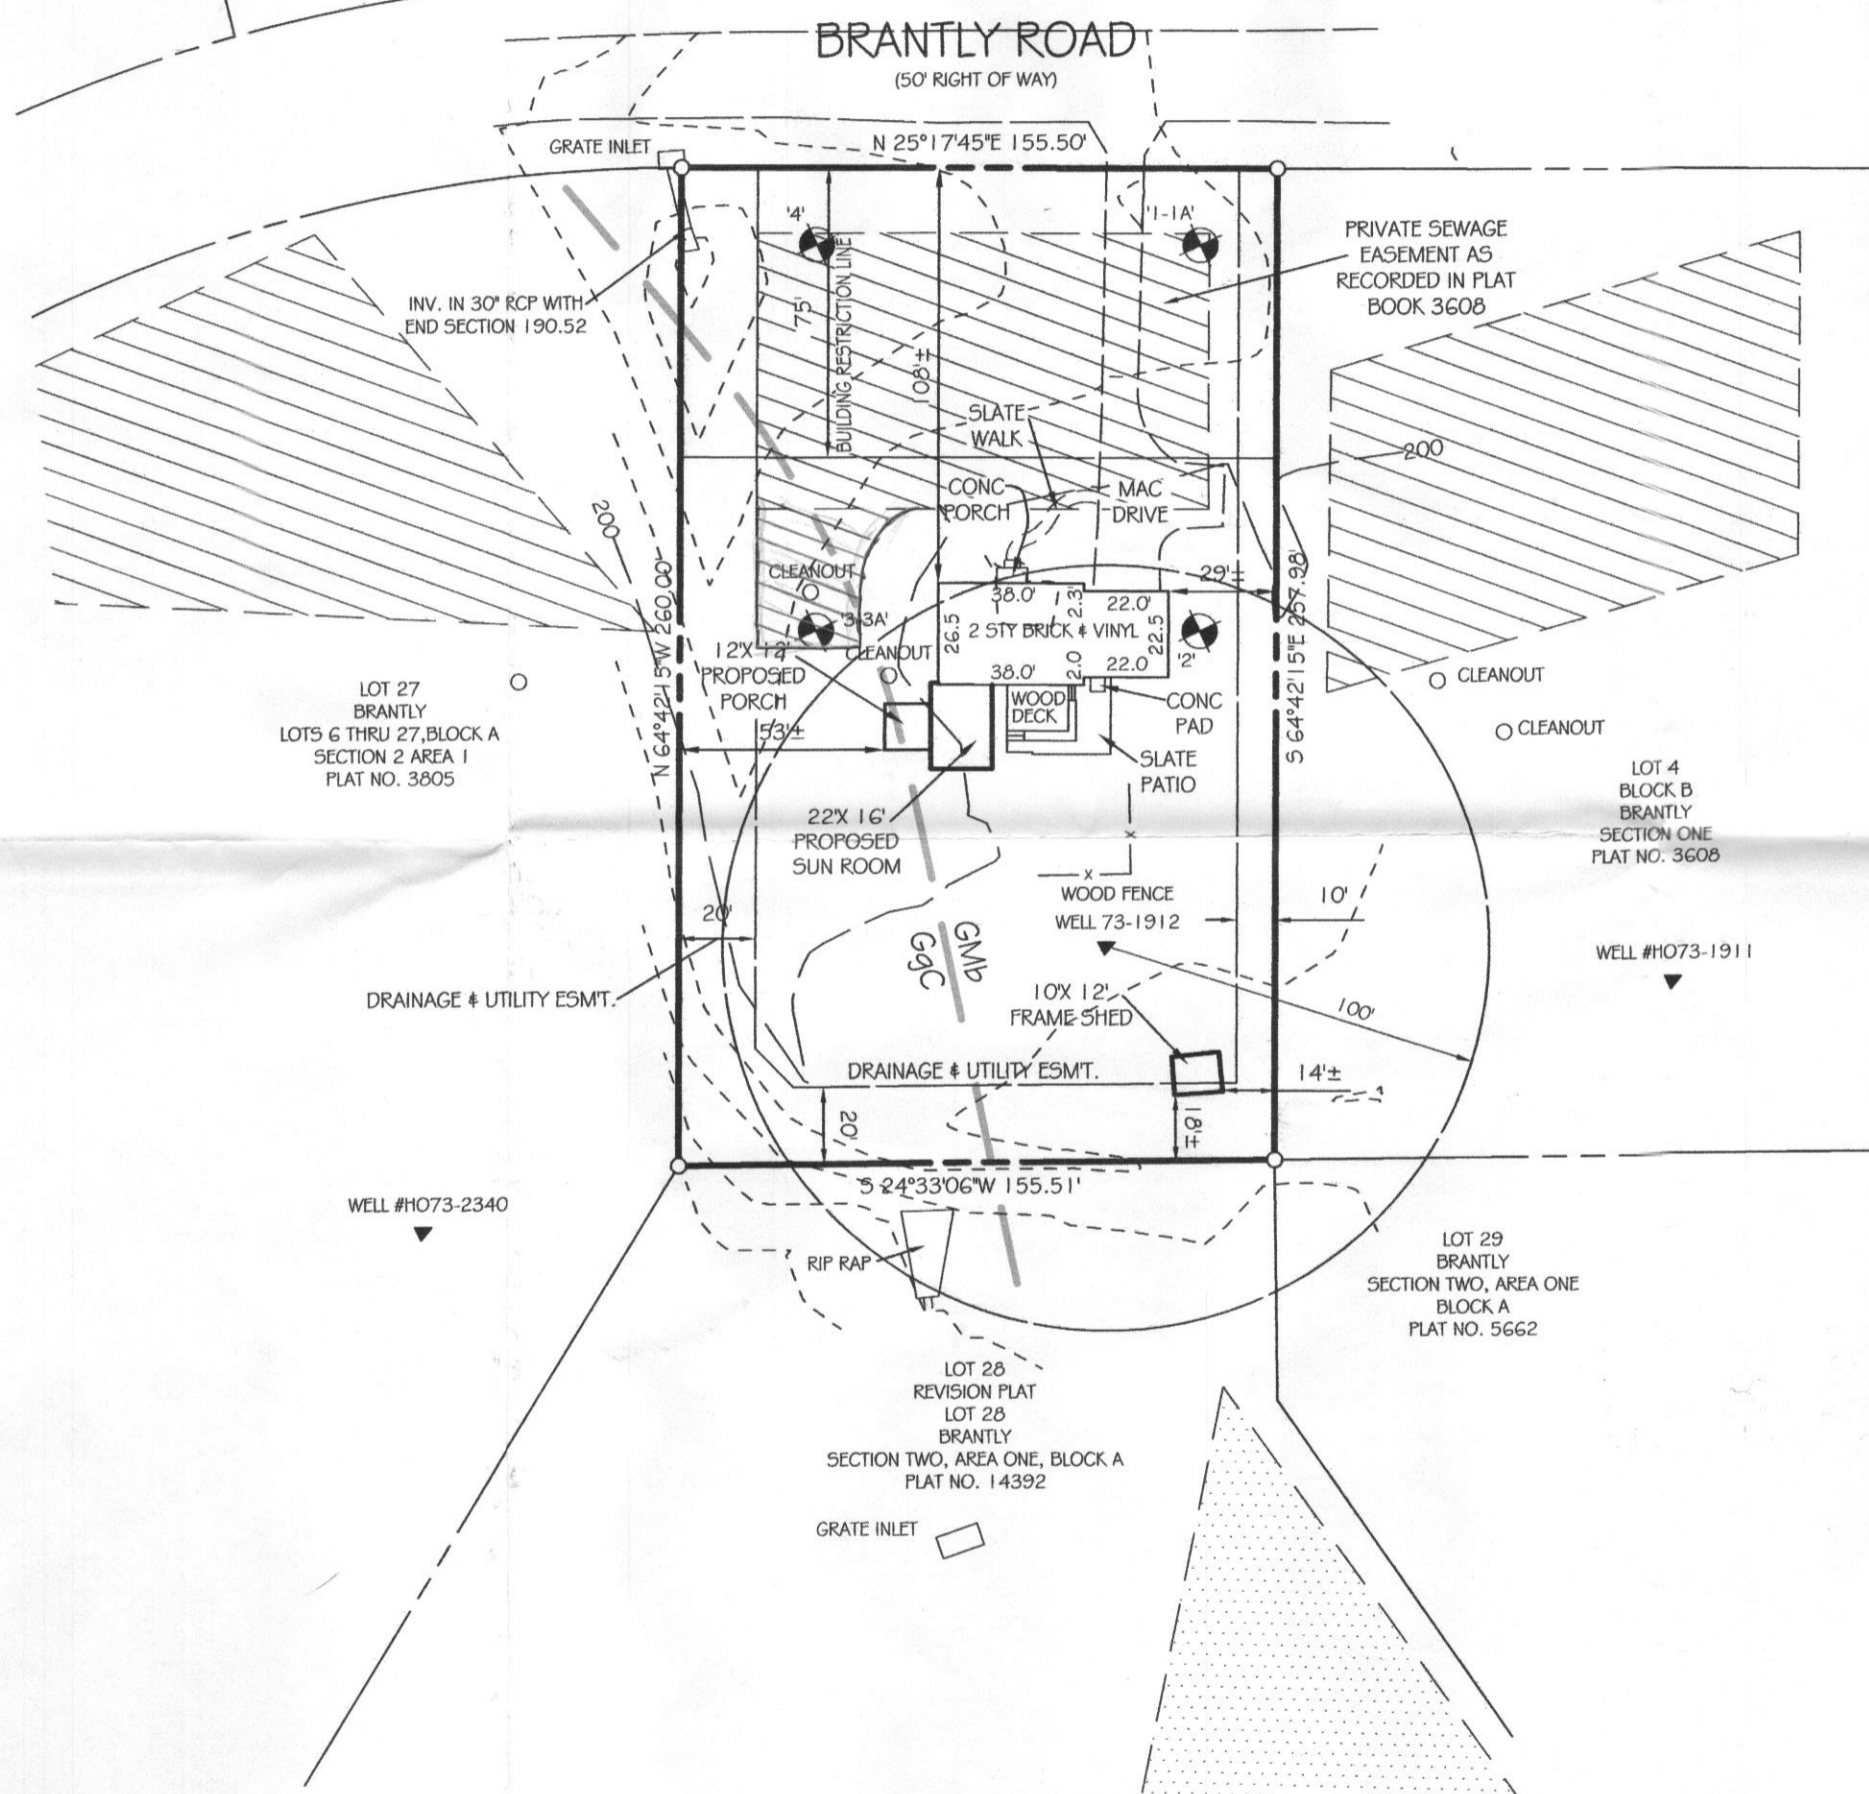 BRANTLY ROAD
(50' RIGHT OF WAY)
GRATE INLET
N 25°17'45"E 155.50'
'4'
'1-1A'
PRIVATE SEWAGE
EASEMENT AS
RECORDED IN PLAT
BOOK 3608
INV. IN 30" RCP WITH
END SECTION 190.52
75'
BUILDING RESTRICTION LINE
108'±
SLATE
WALK
200
CONC
PORCH
MAC
DRIVE
200
CLEANOUT
29'±
N 64°42'15"W 260.00'
S 64°42'15"E 257.98'
38.0'
2.3'
22.0'
'3-3A'
26.5
2 STY BRICK & VINYL
22.5
'2'
12'X 12'
PROPOSED
PORCH
CLEANOUT
38.0'
2.0
22.0
CLEANOUT
LOT 27
BRANTLY
LOTS 6 THRU 27,BLOCK A
SECTION 2 AREA 1
PLAT NO. 3805
WOOD
DECK
CONC
PAD
CLEANOUT
53'±
SLATE
PATIO
LOT 4
BLOCK B
BRANTLY
SECTION ONE
PLAT NO. 3608
22'X 16'
PROPOSED
SUN ROOM
X
X
WOOD FENCE
WELL 73-1912
10'
20'
GMb
GgC
WELL #HO73-1911
DRAINAGE & UTILITY ESM'T.
10'X 12'
FRAME SHED
100'
DRAINAGE & UTILITY ESM'T.
14'±
20'
18'±
S 24°33'06"W 155.51'
WELL #HO73-2340
RIP RAP
LOT 29
BRANTLY
SECTION TWO, AREA ONE
BLOCK A
PLAT NO. 5662
LOT 28
REVISION PLAT
LOT 28
BRANTLY
SECTION TWO, AREA ONE, BLOCK A
PLAT NO. 14392
GRATE INLET